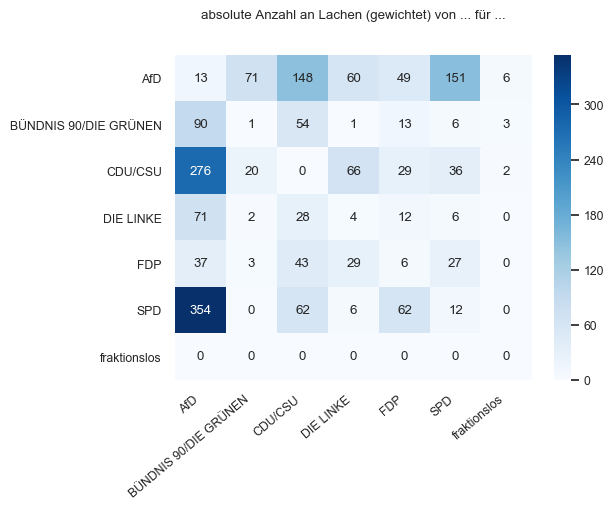 absolute Anzahl an Lachen (gewichtet) von ... für ...
AfD 13 71 148 60 49 151 6
BÜNDNIS 90/DIE GRÜNEN 90 1 54 1 13 6 3
CDU/CSU 276 20 0 66 29 36 2
DIE LINKE 71 2 28 4 12 6 0
FDP 37 3 43 29 6 27 0
SPD 354 0 62 6 62 12 0
fraktionslos 0 0 0 0 0 0 0
AfD
BÜNDNIS 90/DIE GRÜNEN
CDU/CSU
DIE LINKE
FDP
SPD
fraktionslos
300
240
180
120
60
0